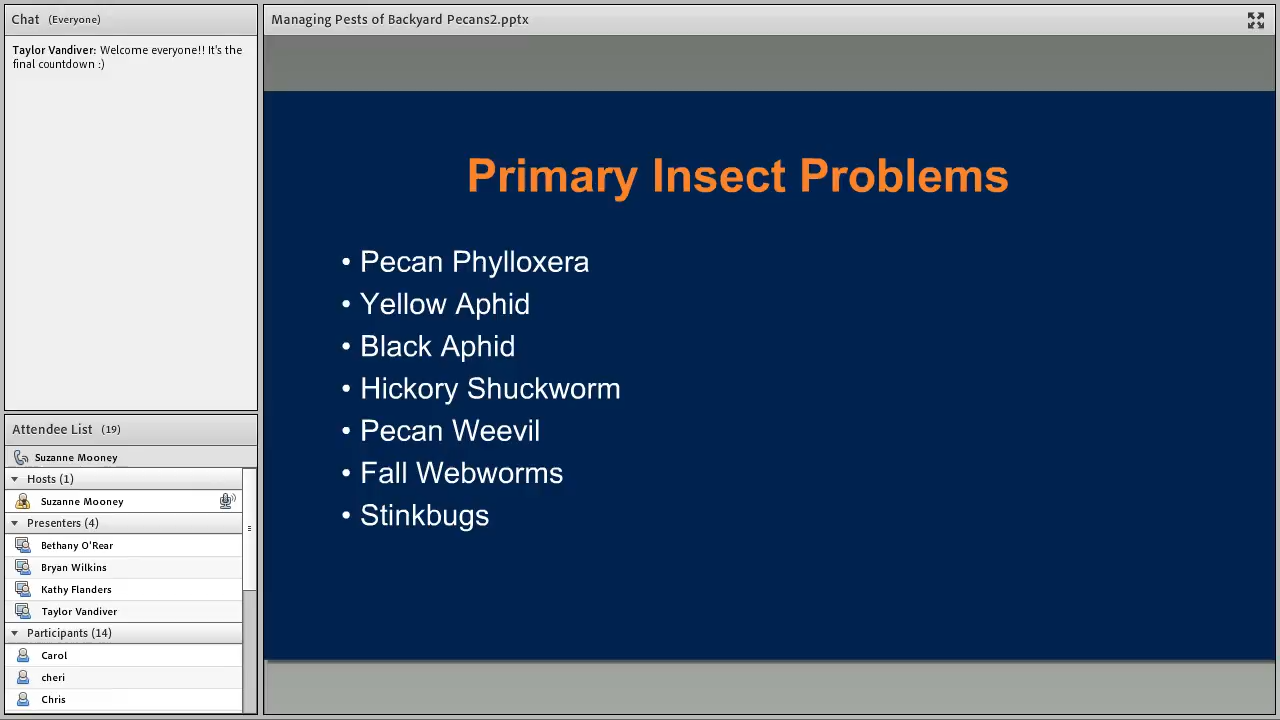 Chat (Everyone)
Taylor Vandiver: Welcome everyone!! It's the
final countdown :)
Attendee List (19)
Suzanne Mooney
Hosts (1)
Suzanne Mooney
Presenters (4)
Bethany O'Rear
Bryan Wilkins
Kathy Flanders
Taylor Vandiver
Participants (14)
Carol
cheri
Chris
Managing Pests of Backyard Pecans2.pptx
Primary Insect Problems
• Pecan Phylloxera
• Yellow Aphid
• Black Aphid
• Hickory Shuckworm
• Pecan Weevil
• Fall Webworms
• Stinkbugs